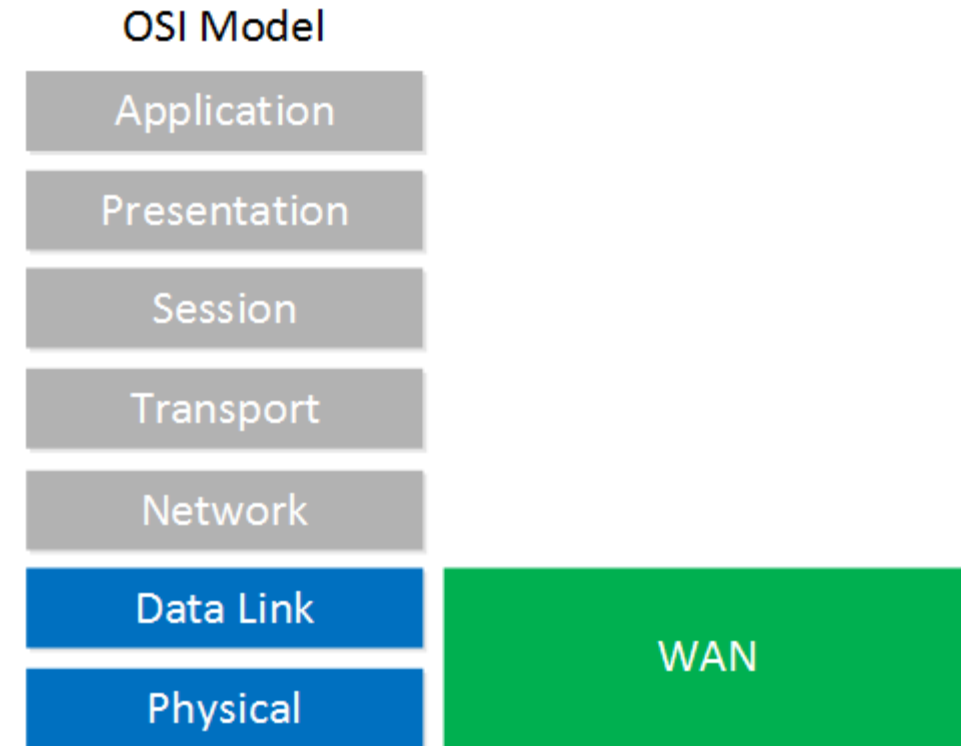 OSI Model
Application
Presentation
Session
Transport
Network
Data Link
WAN
Physical